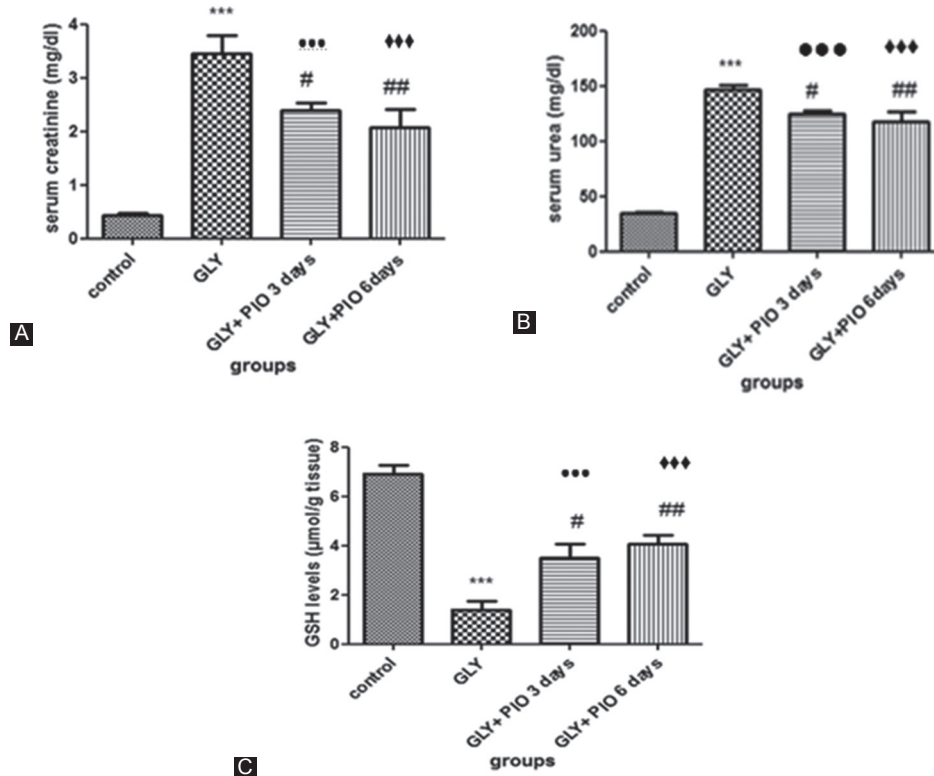 serum creatinine (mg/dl)
4
3
2
1
0
***
●●●
#
♦♦♦
##
control
GLY
GLY+ PIO 3 days
GLY+PIO 6days
groups
A
serum urea (mg/dl)
200
150
100
50
0
***
●●●
#
♦♦♦
##
control
GLY
GLY+ PIO 3 days
GLY+PIO 6days
groups
B
GSH levels (µmol/g tissue)
8
6
4
2
0
***
●●●
#
♦♦♦
##
control
GLY
GLY+ PIO 3 days
GLY+ PIO 6 days
groups
C